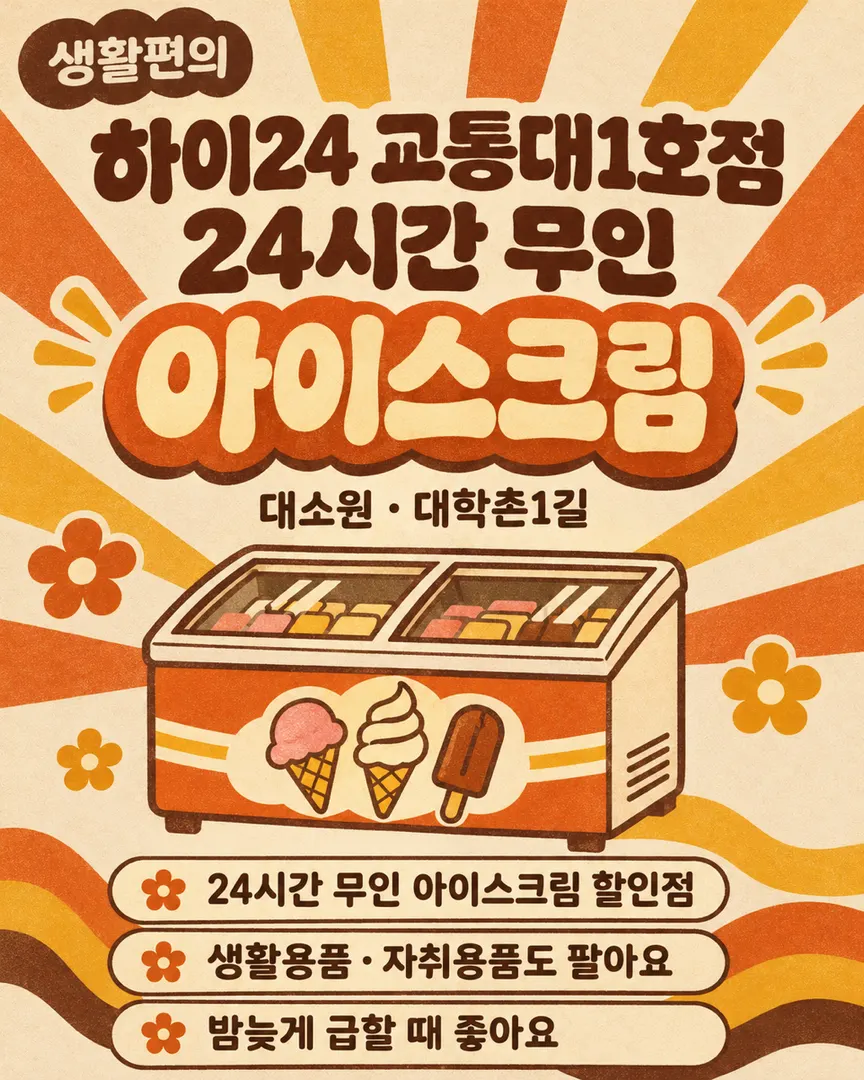 생활편의
하이24 교통대1호점
24시간 무인
아이스크림
대소원 · 대학촌1길
24시간 무인 아이스크림 할인점
생활용품 · 자취용품도 팔아요
밤늦게 급할 때 좋아요